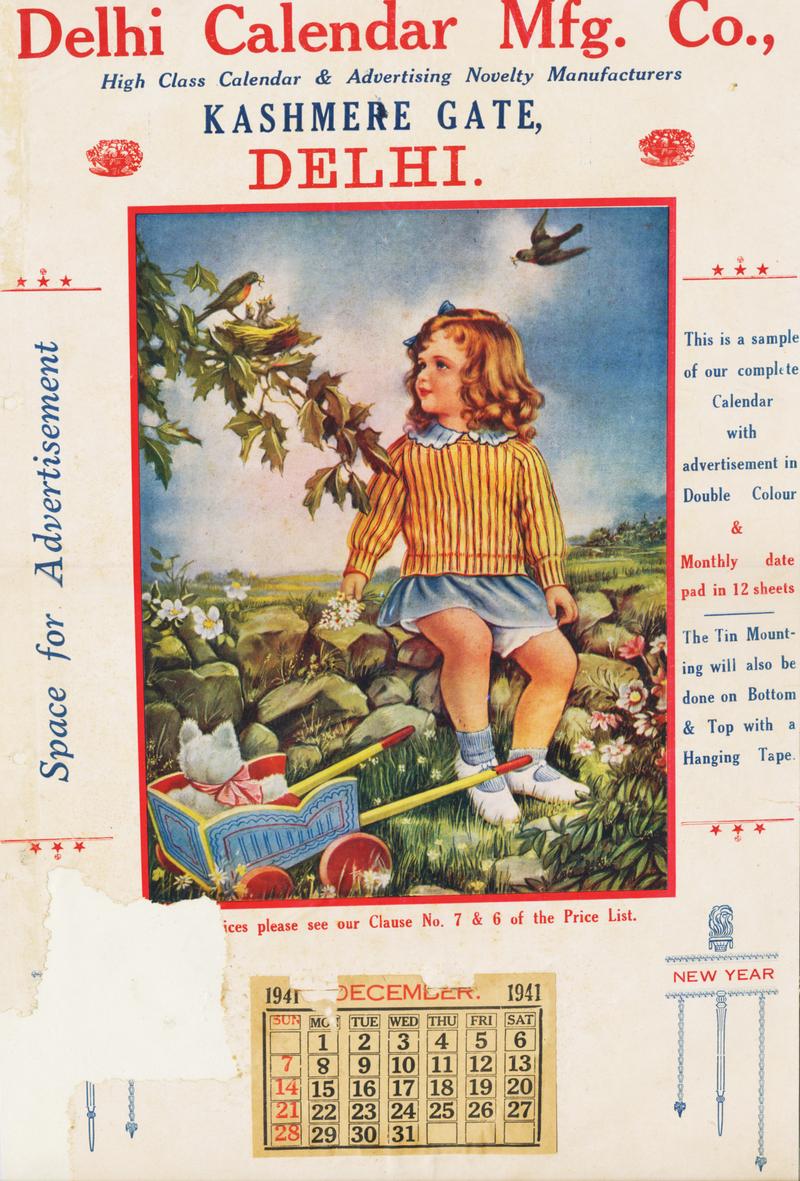 Delhi Calendar Mfg. Co.,
High Class Calendar & Advertising Novelty Manufacturers
KASHMERE GATE,
DELHI.
Space for Advertisement
This is a sample
of our complete
Calendar
with
advertisement in
Double Colour
&
Monthly date
pad in 12 sheets
The Tin Mount-
ing will also be
done on Bottom
& Top with a
Hanging Tape.
ices please see our Clause No. 7 & 6 of the Price List.
NEW YEAR
1941 DECEMBER. 1941
SUN MON TUE WED THU FRI SAT
1 2 3 4 5 6
7 8 9 10 11 12 13
14 15 16 17 18 19 20
21 22 23 24 25 26 27
28 29 30 31